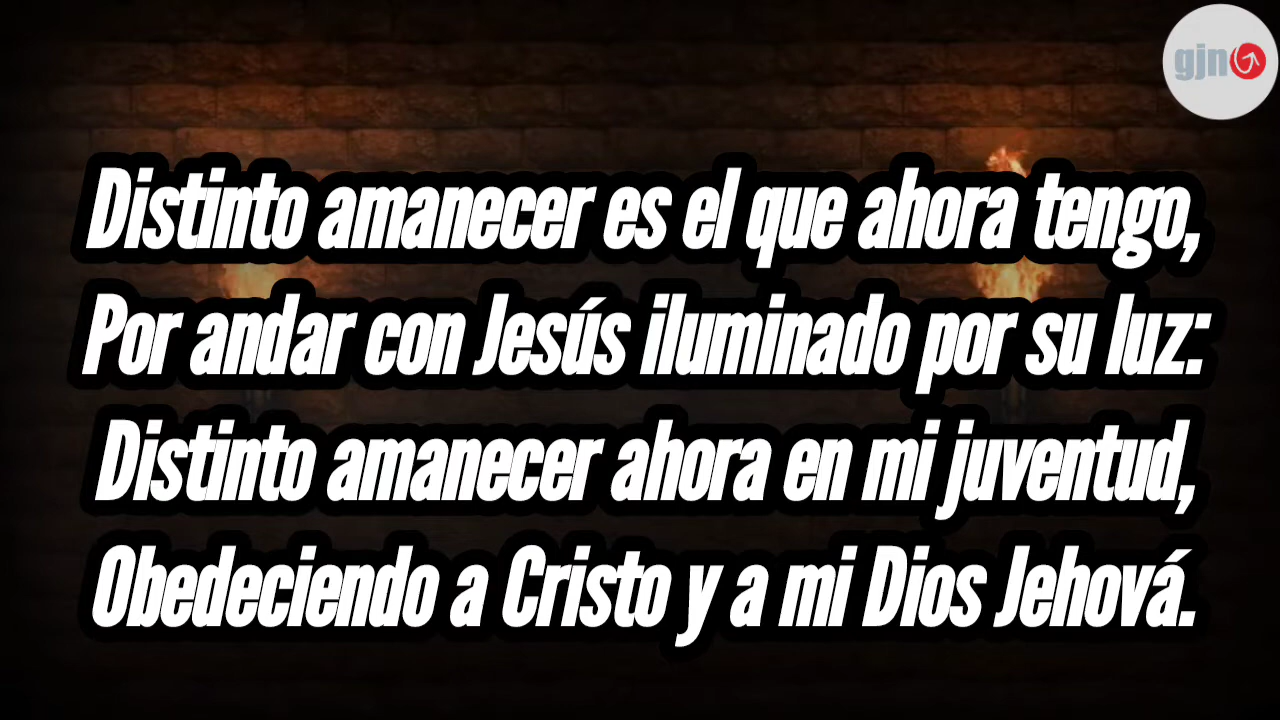 gjn
Distinto amanecer es el que ahora tengo,
Por andar con Jesús iluminado por su luz:
Distinto amanecer ahora en mi juventud,
Obedeciendo a Cristo y a mi Dios Jehová.